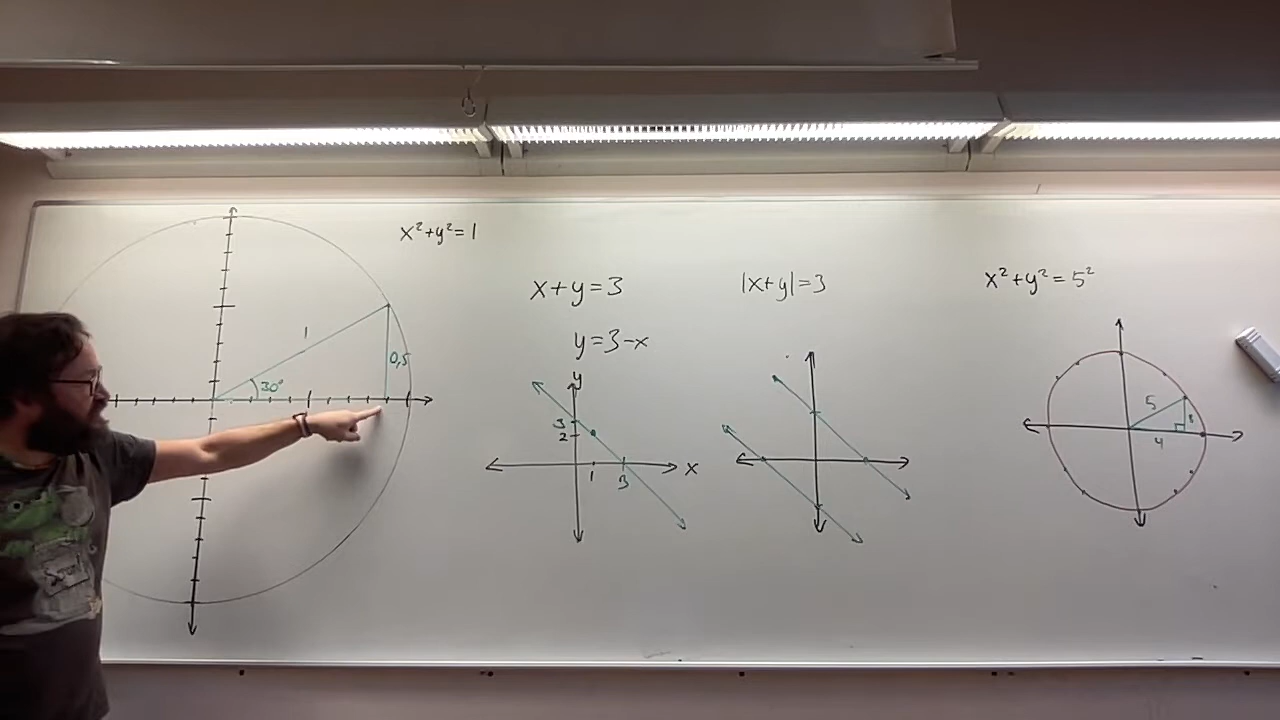 x²+y²=1
1
30°
0,5
x+y=3
y=3-x
y
3
2
1
3
x
|x+y|=3
x²+y²=5²
5
3
4